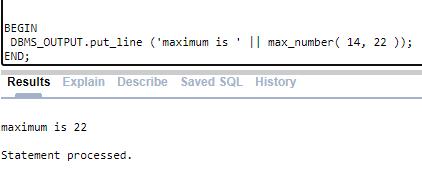 BEGIN
DBMS_OUTPUT.put_line ('maximum is ' || max_number( 14, 22 ));
END;
Results Explain Describe Saved SQL History
maximum is 22
Statement processed.